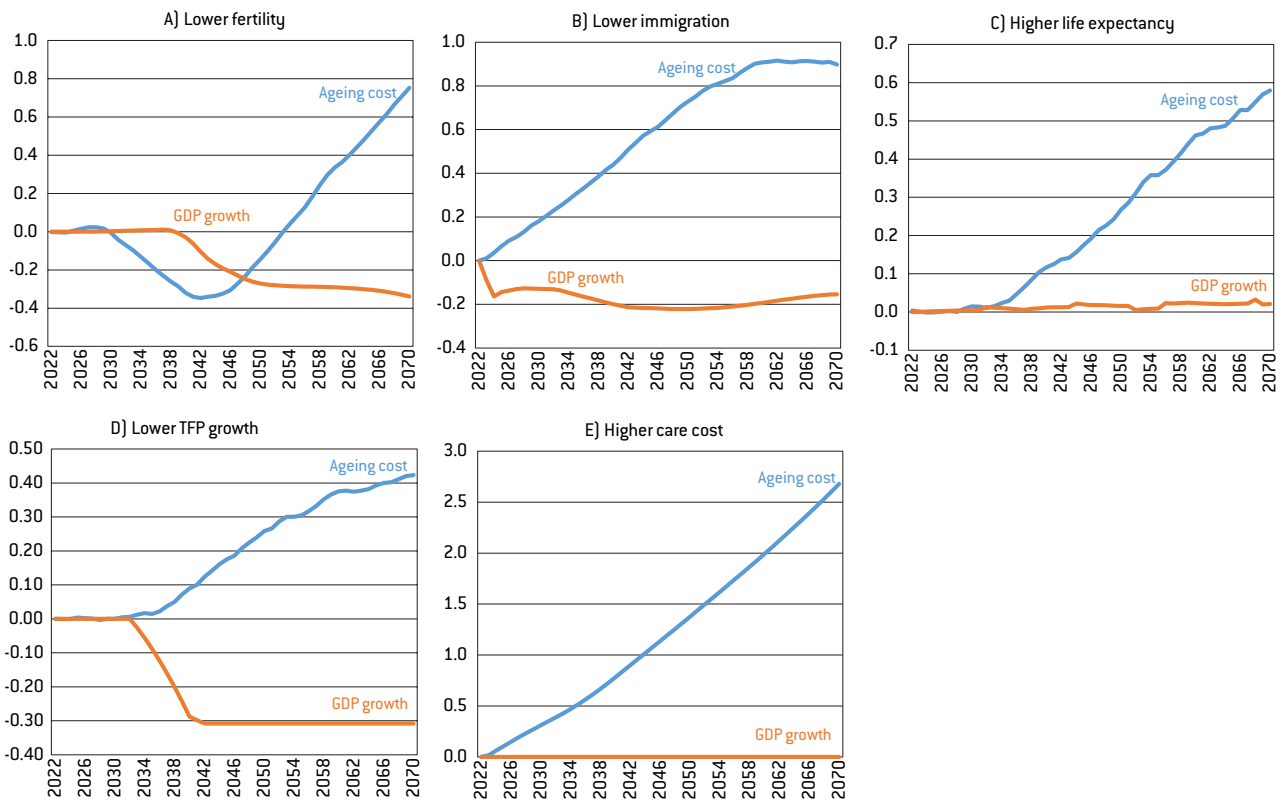 A) Lower fertility
1.0
0.8
0.6
0.4
0.2
0.0
-0.2
-0.4
-0.6
Ageing cost
GDP growth
2022 2026 2030 2034 2038 2042 2046 2050 2054 2058 2062 2066 2070
B) Lower immigration
1.0
0.8
0.6
0.4
0.2
0.0
-0.2
-0.4
Ageing cost
GDP growth
2022 2026 2030 2034 2038 2042 2046 2050 2054 2058 2062 2066 2070
C) Higher life expectancy
0.7
0.6
0.5
0.4
0.3
0.2
0.1
0.0
-0.1
Ageing cost
GDP growth
2022 2026 2030 2034 2038 2042 2046 2050 2054 2058 2062 2066 2070
D) Lower TFP growth
0.50
0.40
0.30
0.20
0.10
0.00
-0.10
-0.20
-0.30
-0.40
Ageing cost
GDP growth
2022 2026 2030 2034 2038 2042 2046 2050 2054 2058 2062 2066 2070
E) Higher care cost
3.0
2.5
2.0
1.5
1.0
0.5
0.0
Ageing cost
GDP growth
2022 2026 2030 2034 2038 2042 2046 2050 2054 2058 2062 2066 2070